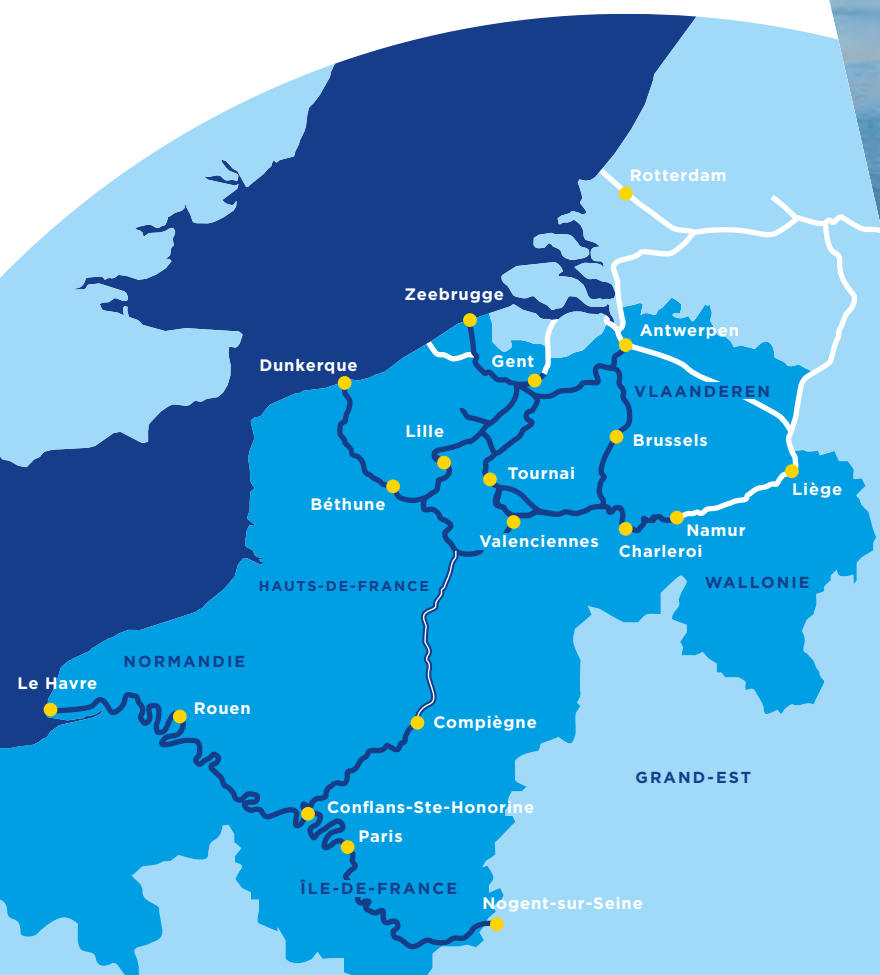 Rotterdam
Zeebrugge
Antwerpen
Gent
Dunkerque
VLAANDEREN
Lille
Brussels
Tournai
Liège
Béthune
Namur
Valenciennes
Charleroi
HAUTS-DE-FRANCE
WALLONIE
NORMANDIE
Le Havre
Rouen
Compiègne
GRAND-EST
Conflans-Ste-Honorine
Paris
ÎLE-DE-FRANCE
Nogent-sur-Seine